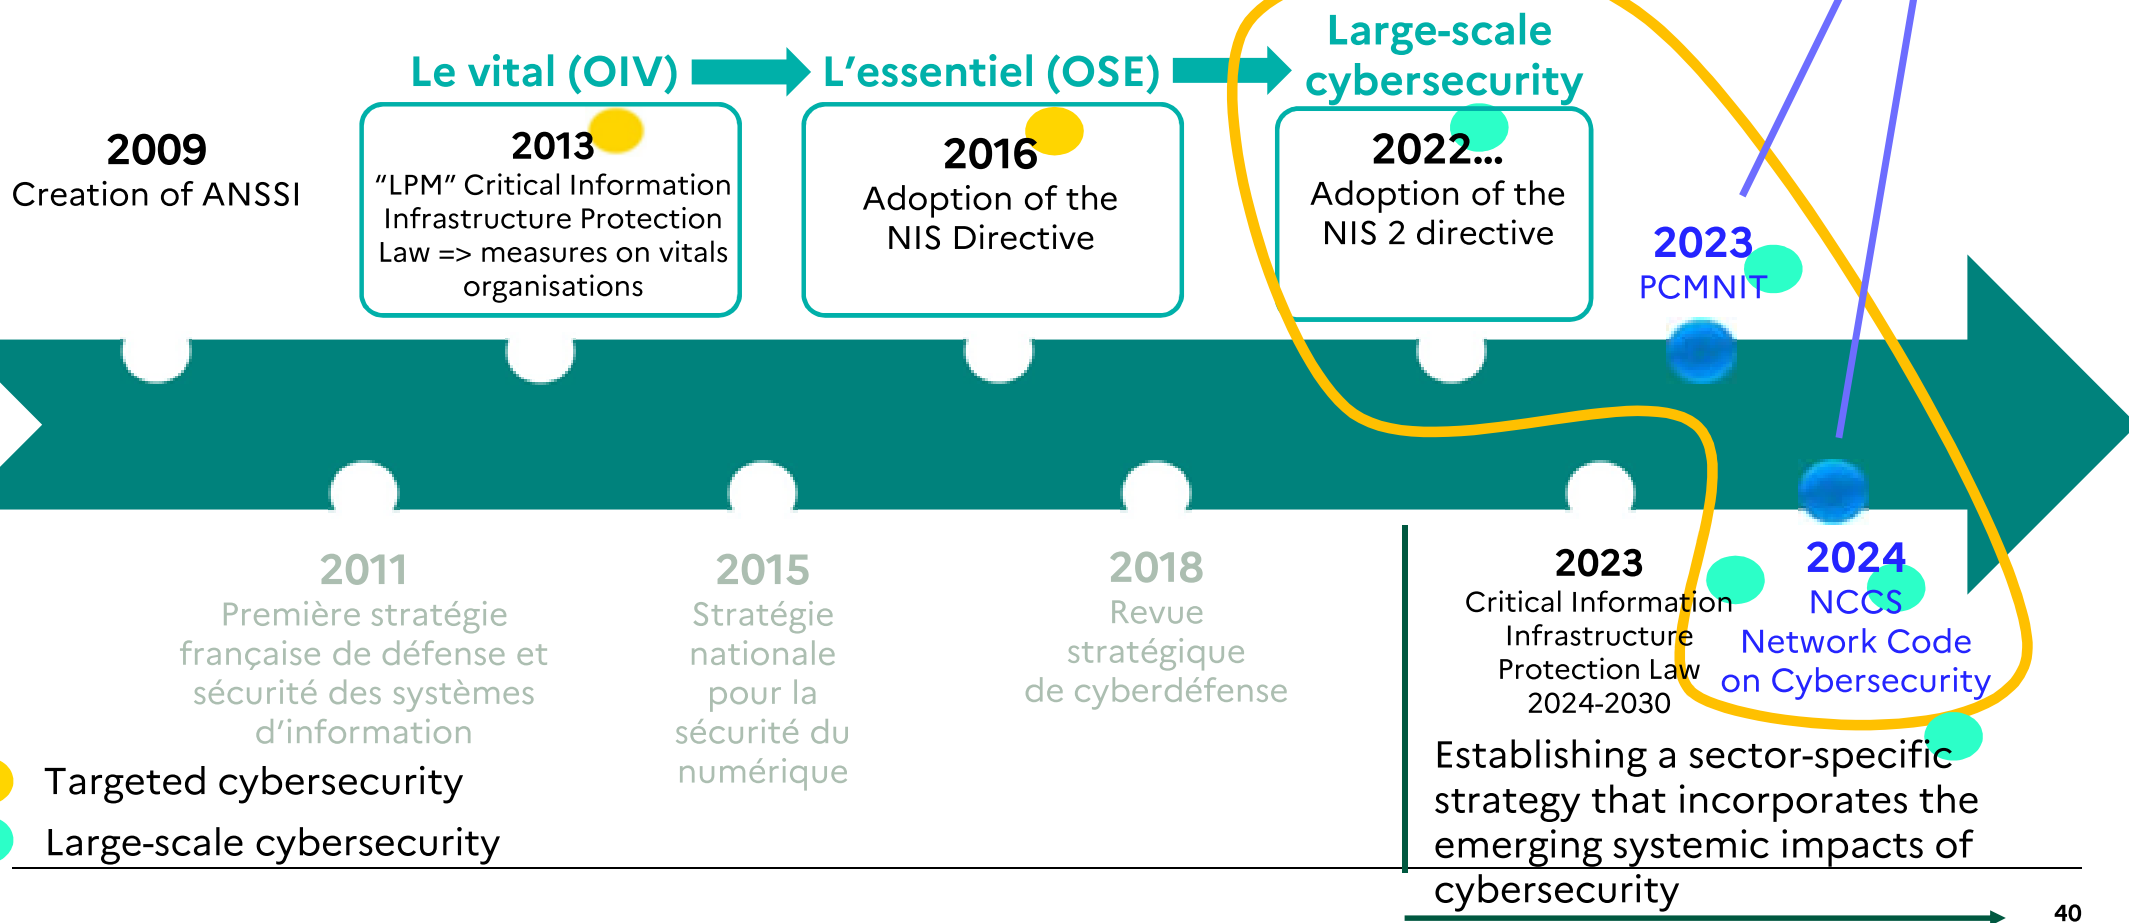 Le vital (OIV)
L’essentiel (OSE)
Large-scale
cybersecurity
2009
Creation of ANSSI
2013
“LPM” Critical Information
Infrastructure Protection
Law => measures on vitals
organisations
2016
Adoption of the
NIS Directive
2022...
Adoption of the
NIS 2 directive
2023
PCMNIT
2011
Première stratégie
française de défense et
sécurité des systèmes
d’information
2015
Stratégie
nationale
pour la
sécurité du
numérique
2018
Revue
stratégique
de cyberdéfense
2023
Critical Information
Infrastructure
Protection Law
2024-2030
2024
NCCS
Network Code
on Cybersecurity
Targeted cybersecurity
Large-scale cybersecurity
Establishing a sector-specific
strategy that incorporates the
emerging systemic impacts of
cybersecurity
40